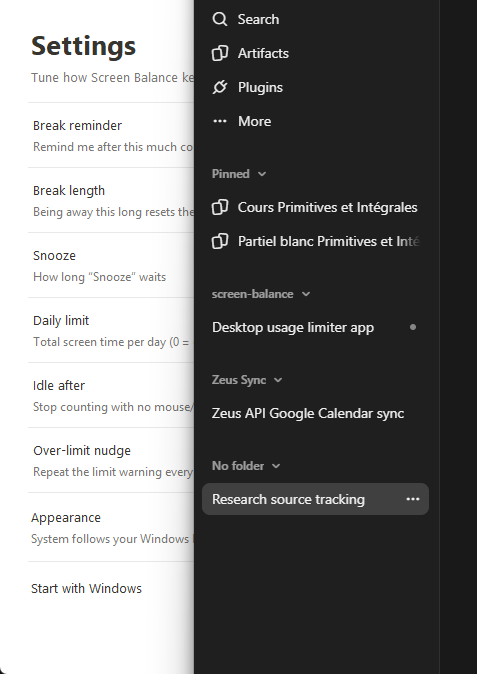 Settings
Tune how Screen Balance ke
Break reminder
Remind me after this much co
Break length
Being away this long resets the
Snooze
How long “Snooze” waits
Daily limit
Total screen time per day (0 =
Idle after
Stop counting with no mouse/
Over-limit nudge
Repeat the limit warning every
Appearance
System follows your Windows
Start with Windows
Search
Artifacts
Plugins
More
Pinned
Cours Primitives et Intégrales
Partiel blanc Primitives et Inté
screen-balance
Desktop usage limiter app
Zeus Sync
Zeus API Google Calendar sync
No folder
Research source tracking